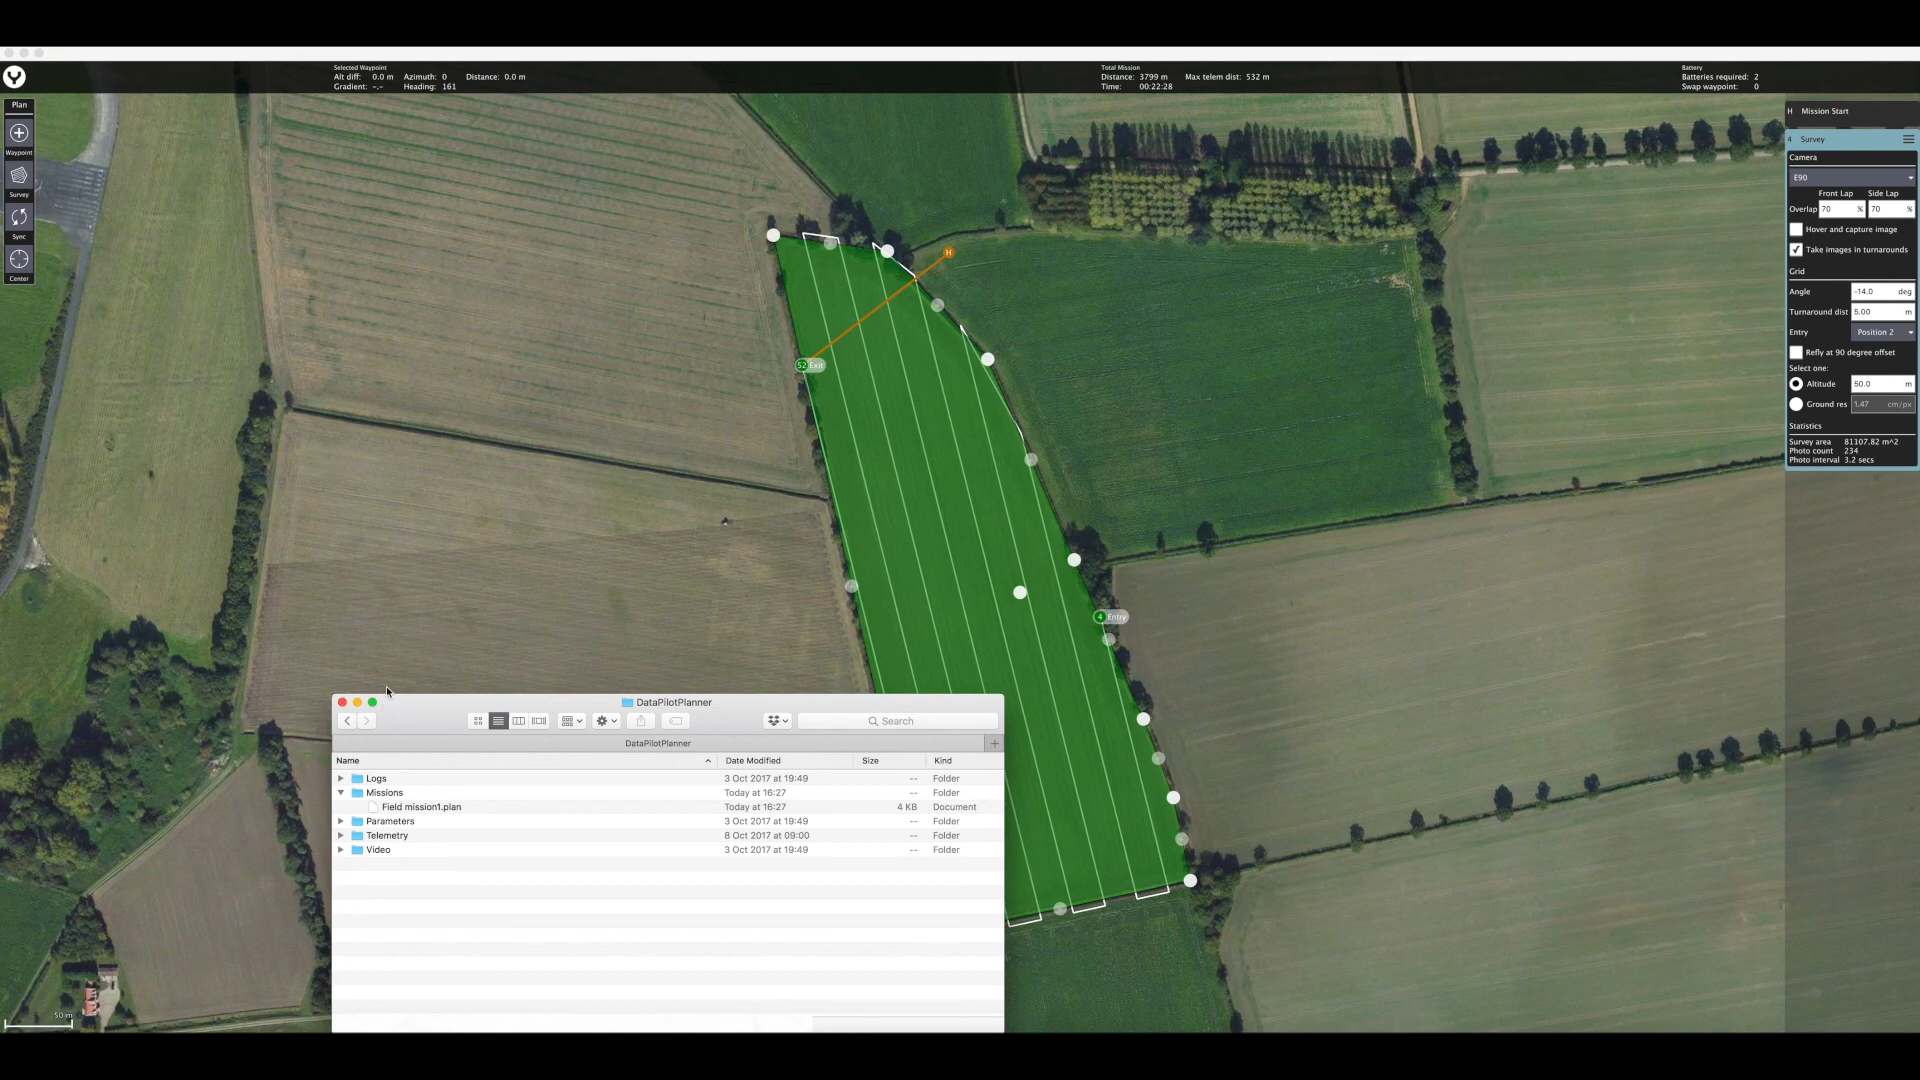 Selected Waypoint
Alt diff: 0.0 m Azimuth: 0 Distance: 0.0 m
Gradient: -.- Heading: 161
Total Mission
Distance: 3799 m Max telem dist: 532 m
Time: 00:22:28
Battery
Batteries required: 2
Swap waypoint: 0
Plan
Waypoint
Survey
Sync
Center
H Mission Start
4 Survey
Camera
E90
Front Lap Side Lap
Overlap 70 % 70 %
Hover and capture image
Take images in turnarounds
Grid
Angle -14.0 deg
Turnaround dist 5.00 m
Entry Position 2
Refly at 90 degree offset
Select one:
Altitude 50.0 m
Ground res 1.47 cm/px
Statistics
Survey area 81107.82 m^2
Photo count 234
Photo interval 3.2 secs
H
52 Exit
4 Entry
DataPilotPlanner
Search
DataPilotPlanner
Name Date Modified Size Kind
Logs 3 Oct 2017 at 19:49 -- Folder
Missions Today at 16:27 -- Folder
Field mission1.plan Today at 16:27 4 KB Document
Parameters 3 Oct 2017 at 19:49 -- Folder
Telemetry 8 Oct 2017 at 09:00 -- Folder
Video 3 Oct 2017 at 19:49 -- Folder
50 m